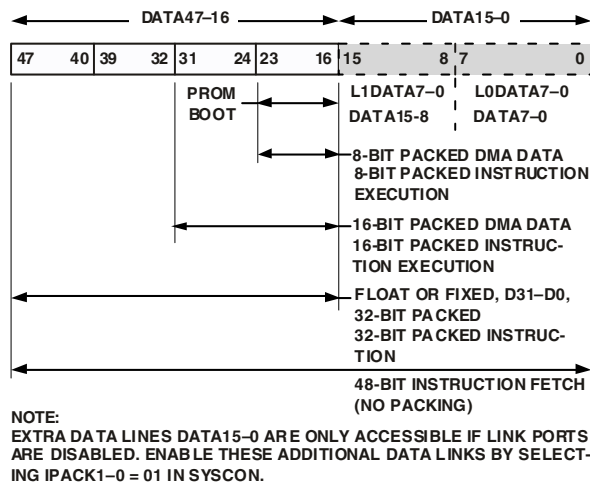 DATA47–16 DATA15–0
47 40 39 32 31 24 23 16 15 8 7 0
PROM
BOOT
L1DATA7–0 L0DATA7–0
DATA15-8 DATA7–0
8-BIT PACKED DMA DATA
8-BIT PACKED INSTRUCTION
EXECUTION
16-BIT PACKED DMA DATA
16-BIT PACKED INSTRUC-
TION EXECUTION
FLOAT OR FIXED, D31–D0,
32-BIT PACKED
32-BIT PACKED INSTRUC-
TION
48-BIT INSTRUCTION FETCH
(NO PACKING)
NOTE:
EXTRA DATA LINES DATA15–0 ARE ONLY ACCESSIBLE IF LINK PORTS
ARE DISABLED. ENABLE THESE ADDITIONAL DATA LINKS BY SELECT-
ING IPACK1–0 = 01 IN SYSCON.